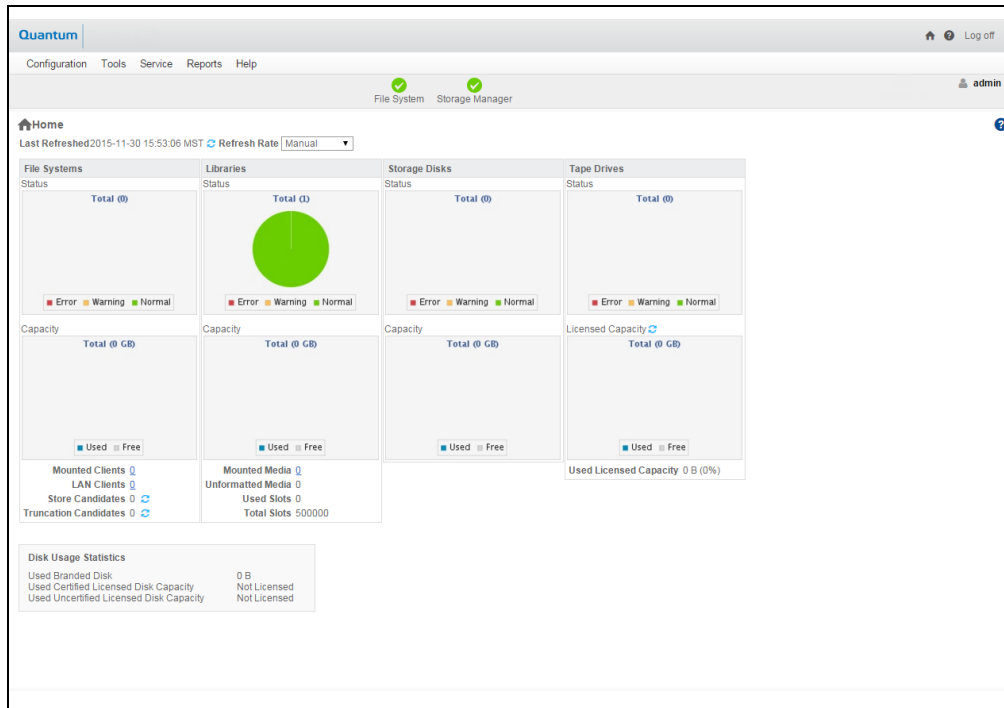 Quantum
Log off
Configuration Tools Service Reports Help
File System Storage Manager
admin
Home
Last Refreshed2015-11-30 15:53:06 MST Refresh Rate Manual
File Systems
Status
Total (0)
Error Warning Normal
Capacity
Total (0 GB)
Used Free
Mounted Clients 0
LAN Clients 0
Store Candidates 0
Truncation Candidates 0
Libraries
Status
Total (1)
Error Warning Normal
Capacity
Total (0 GB)
Used Free
Mounted Media 0
Unformatted Media 0
Used Slots 0
Total Slots 500000
Storage Disks
Status
Total (0)
Error Warning Normal
Capacity
Total (0 GB)
Used Free
Tape Drives
Status
Total (0)
Error Warning Normal
Licensed Capacity
Total (0 GB)
Used Free
Used Licensed Capacity 0 B (0%)
Disk Usage Statistics
Used Branded Disk 0 B
Used Certified Licensed Disk Capacity Not Licensed
Used Uncertified Licensed Disk Capacity Not Licensed